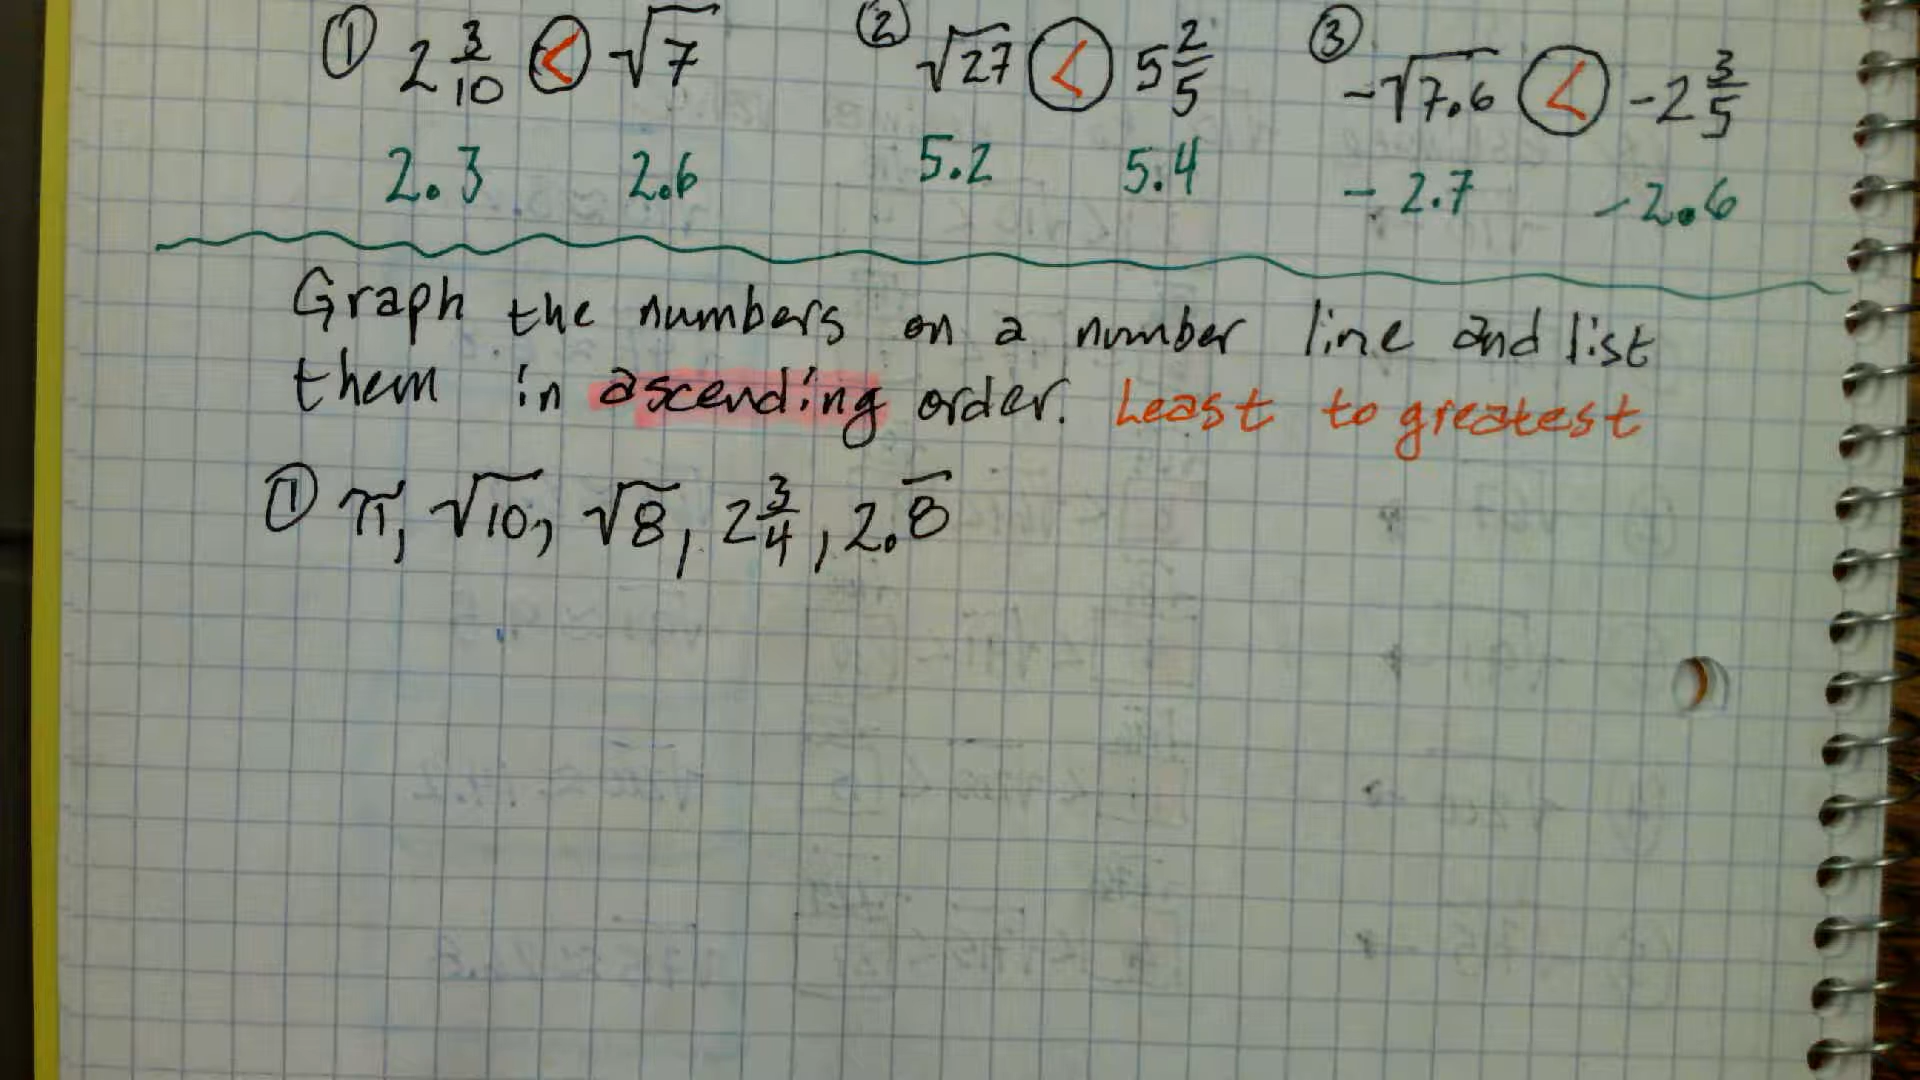 ① 2 3/10 < √7 ② √27 < 5 2/5 ③ -√7.6 < -2 3/5
2.3 2.6 5.2 5.4 -2.7 -2.6
Graph the numbers on a number line and list
them in ascending order. Least to greatest
① π, √10, √8, 2 3/4, 2.8̅